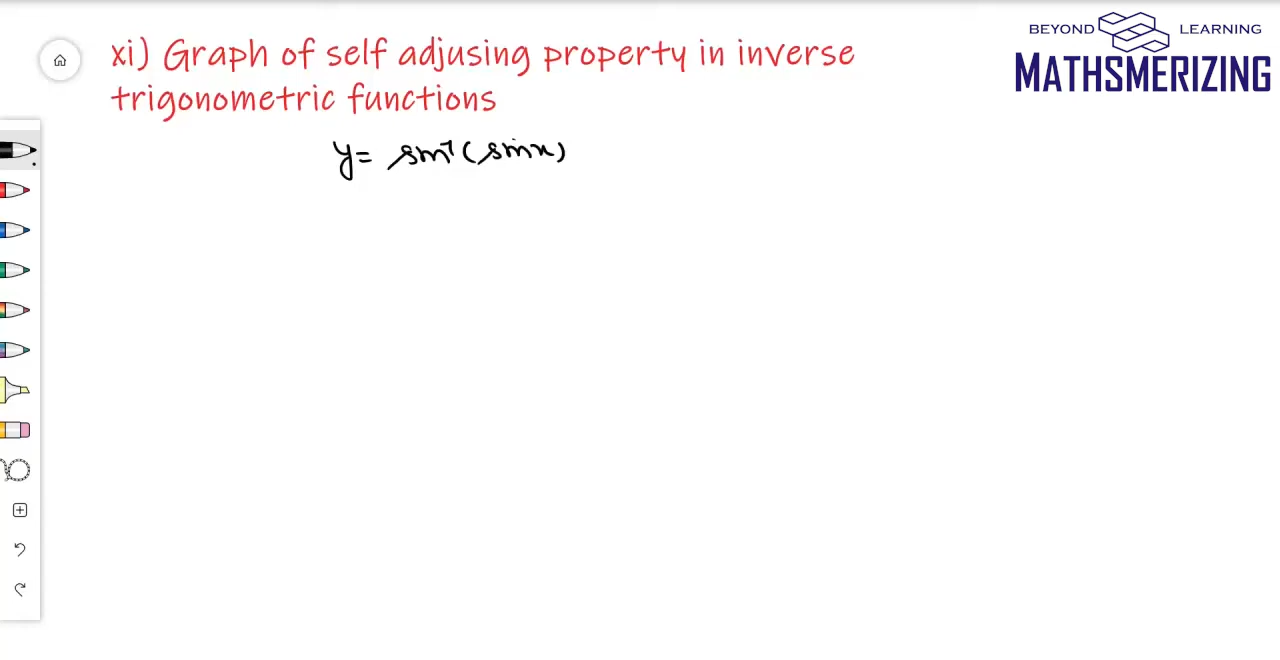 BEYOND LEARNING
MATHSMERIZING
xi) Graph of self adjusing property in inverse
trigonometric functions
y= sin⁻¹(sinx)